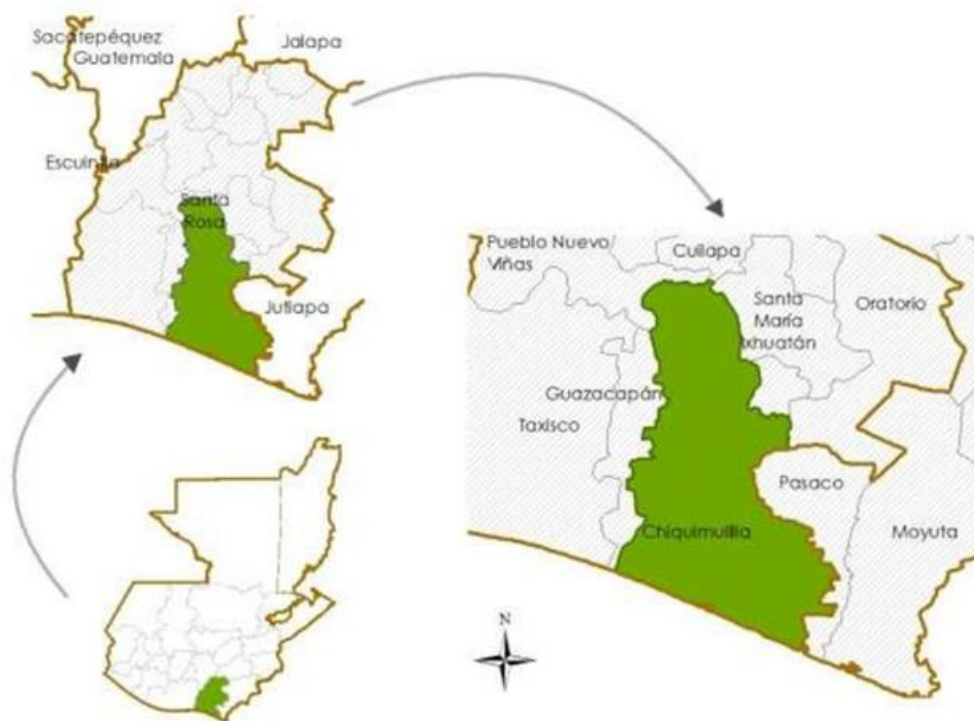 Sacatepéquez
Guatemala
Jalapa
Escuintla
Santa
Rosa
Jutiapa
Pueblo Nuevo
Viñas
Cuilapa
Santa
María
Ixhuatán
Oratorio
Guazacapán
Taxisco
Pasaco
Chiquimulilla
Moyuta
N